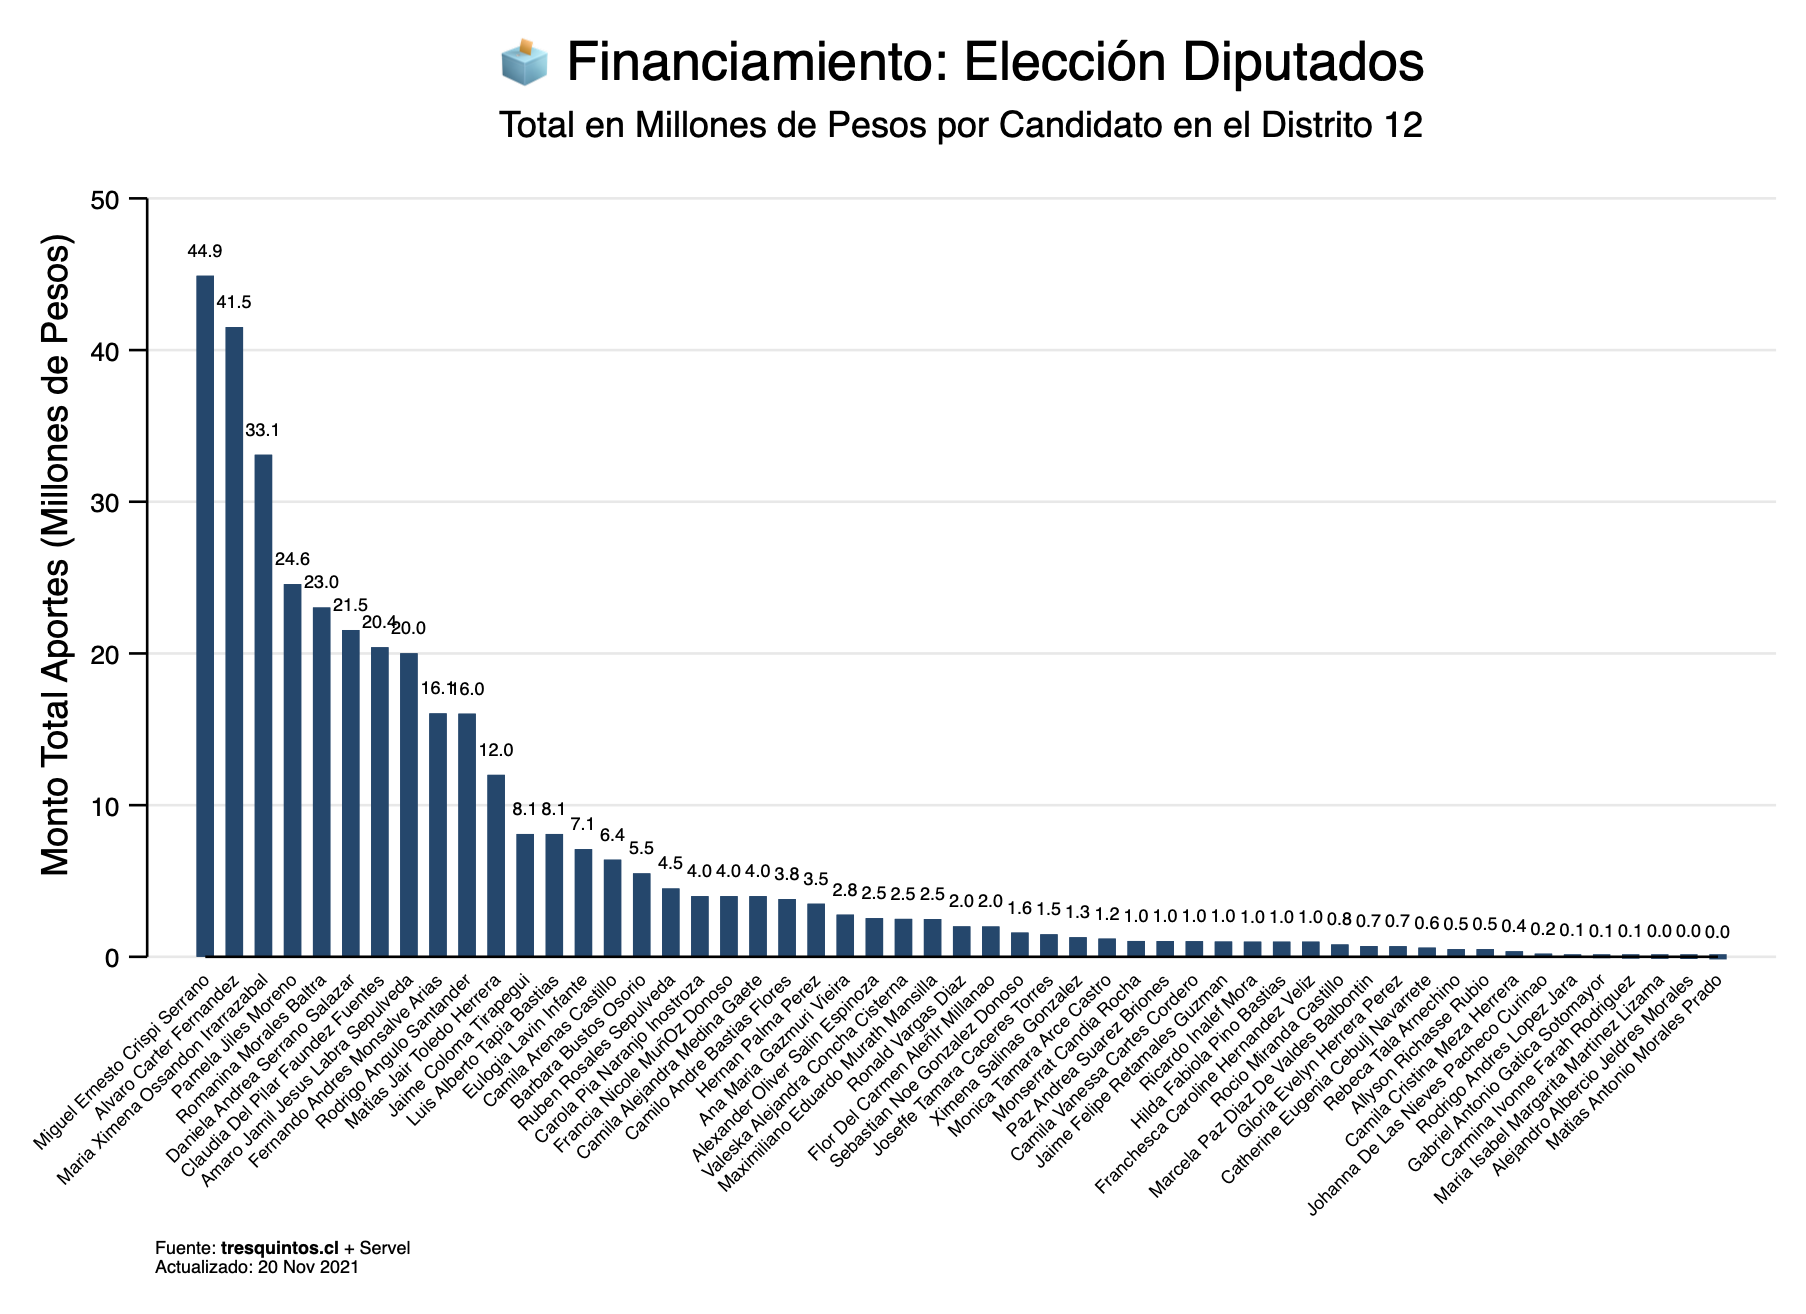 Financiamiento: Elección Diputados
Total en Millones de Pesos por Candidato en el Distrito 12
Monto Total Aportes (Millones de Pesos)
50
40
30
20
10
0
44.9
41.5
33.1
24.6
23.0
21.5
20.4
20.0
16.1
16.0
12.0
8.1
8.1
7.1
6.4
5.5
4.5
4.0
4.0
4.0
3.8
3.5
2.8
2.5
2.5
2.5
2.0
2.0
1.6
1.5
1.3
1.2
1.0
1.0
1.0
1.0
1.0
1.0
1.0
0.8
0.7
0.7
0.6
0.5
0.5
0.4
0.2
0.1
0.1
0.1
0.0
0.0
0.0
Miguel Ernesto Crispi Serrano
Alvaro Carter Fernandez
Maria Ximena Ossandon Irarrazabal
Pamela Jiles Moreno
Romanina Morales Baltra
Daniela Andrea Serrano Salazar
Claudia Del Pilar Faundez Fuentes
Amaro Jamil Jesus Labra Sepulveda
Fernando Andres Monsalve Arias
Rodrigo Angulo Santander
Matias Jair Toledo Herrera
Jaime Coloma Tirapegui
Luis Alberto Tapia Bastias
Eulogia Lavin Infante
Camila Arenas Castillo
Barbara Bustos Osorio
Ruben Rosales Sepulveda
Carola Pia Naranjo Inostroza
Francia Nicole MunOz Donoso
Camila Alejandra Medina Gaete
Camilo Andre Bastias Flores
Hernan Palma Perez
Ana Maria Gazmuri Vieira
Alexander Oliver Salin Espinoza
Valeska Alejandra Concha Cisterna
Maximiliano Eduardo Murath Mansilla
Ronald Vargas Diaz
Flor Del Carmen AleñIr Millanao
Sebastian Noe Gonzalez Donoso
Joseffe Tamara Caceres Torres
Ximena Salinas Gonzalez
Monica Tamara Arce Castro
Monserrat Candia Rocha
Paz Andrea Suarez Briones
Camila Vanessa Cartes Cordero
Jaime Felipe Retamales Guzman
Ricardo Inalef Mora
Hilda Fabiola Pino Bastias
Franchesca Caroline Hernandez Veliz
Rocio Miranda Castillo
Marcela Paz Diaz De Valdes Balbontin
Gloria Evelyn Herrera Perez
Catherine Eugenia Cebulj Navarrete
Rebeca Tala Arnechino
Allyson Richasse Rubio
Camila Cristina Meza Herrera
Johanna De Las Nieves Pacheco Curinao
Rodrigo Andres Lopez Jara
Gabriel Antonio Gatica Sotomayor
Carmina Ivonne Farah Rodriguez
Maria Isabel Margarita Martinez Lizama
Alejandro Albercio Jeldres Morales
Matias Antonio Morales Prado
Fuente: tresquintos.cl + Servel
Actualizado: 20 Nov 2021